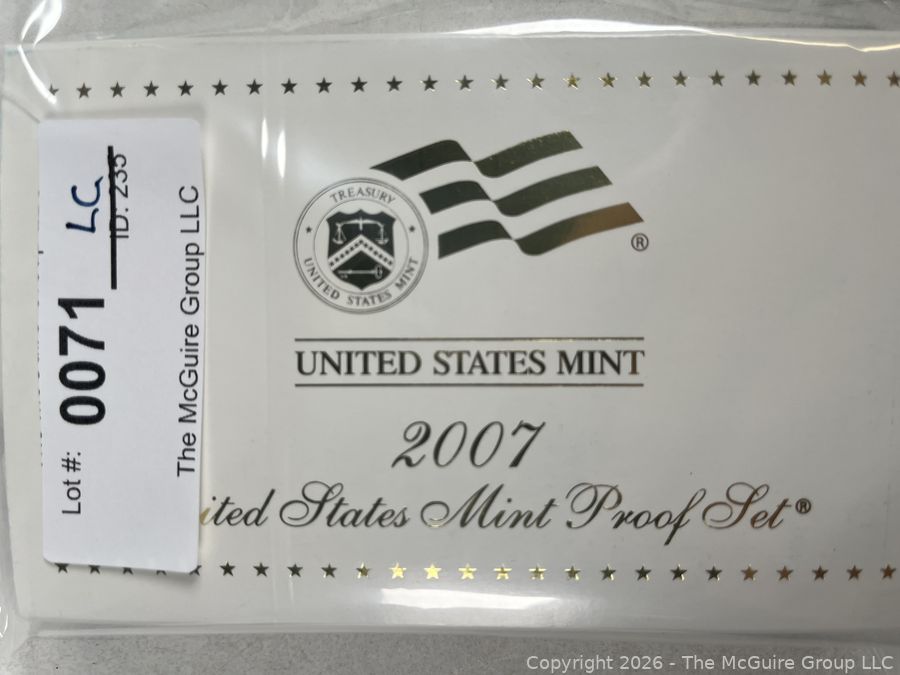 TREASURY
UNITED STATES MINT
®
UNITED STATES MINT
2007
ited States Mint Proof Set®
Lot #: 0071 LC
ID: 235
The McGuire Group LLC
Copyright 2026 - The McGuire Group LLC